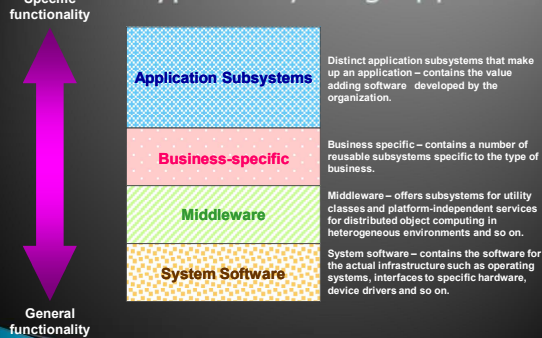 Specific
functionality
Application Subsystems
Distinct application subsystems that make
up an application – contains the value
adding software developed by the
organization.
Business-specific
Business specific – contains a number of
reusable subsystems specific to the type of
business.
Middleware
Middleware – offers subsystems for utility
classes and platform-independent services
for distributed object computing in
heterogeneous environments and so on.
System Software
System software – contains the software for
the actual infrastructure such as operating
systems, interfaces to specific hardware,
device drivers and so on.
General
functionality